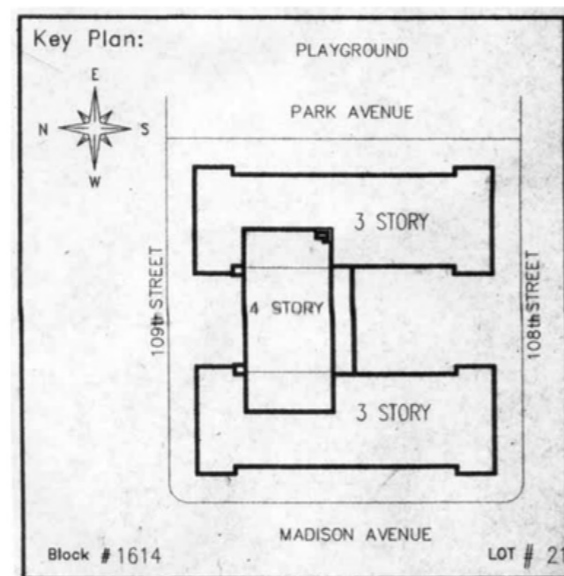 Key Plan:
PLAYGROUND
E
PARK AVENUE
N
S
W
3 STORY
109th STREET
4 STORY
108th STREET
3 STORY
MADISON AVENUE
Block # 1614
LOT # 21